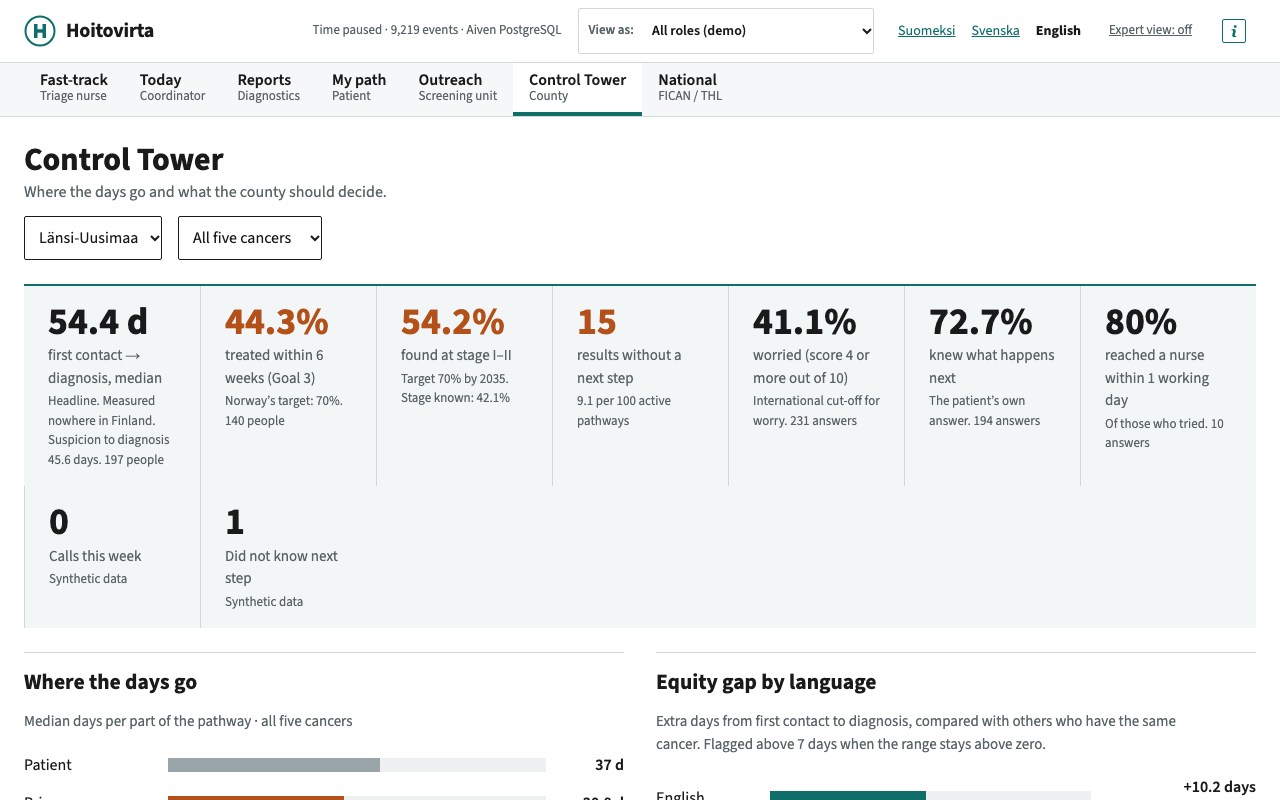 H Hoitovirta
Time paused · 9,219 events · Aiven PostgreSQL
View as: All roles (demo)
Suomeksi Svenska English
Expert view: off
i
Fast-track
Triage nurse
Today
Coordinator
Reports
Diagnostics
My path
Patient
Outreach
Screening unit
Control Tower
County
National
FICAN / THL
Control Tower
Where the days go and what the county should decide.
Länsi-Uusimaa
All five cancers
54.4 d
first contact →
diagnosis, median
Headline. Measured
nowhere in Finland.
Suspicion to diagnosis
45.6 days. 197 people
44.3%
treated within 6
weeks (Goal 3)
Norway's target: 70%.
140 people
54.2%
found at stage I–II
Target 70% by 2035.
Stage known: 42.1%
15
results without a
next step
9.1 per 100 active
pathways
41.1%
worried (score 4 or
more out of 10)
International cut-off for
worry. 231 answers
72.7%
knew what happens
next
The patient's own
answer. 194 answers
80%
reached a nurse
within 1 working
day
Of those who tried. 10
answers
0
Calls this week
Synthetic data
1
Did not know next
step
Synthetic data
Where the days go
Median days per part of the pathway · all five cancers
Patient 37 d
Equity gap by language
Extra days from first contact to diagnosis, compared with others who have the same
cancer. Flagged above 7 days when the range stays above zero.
English +10.2 days